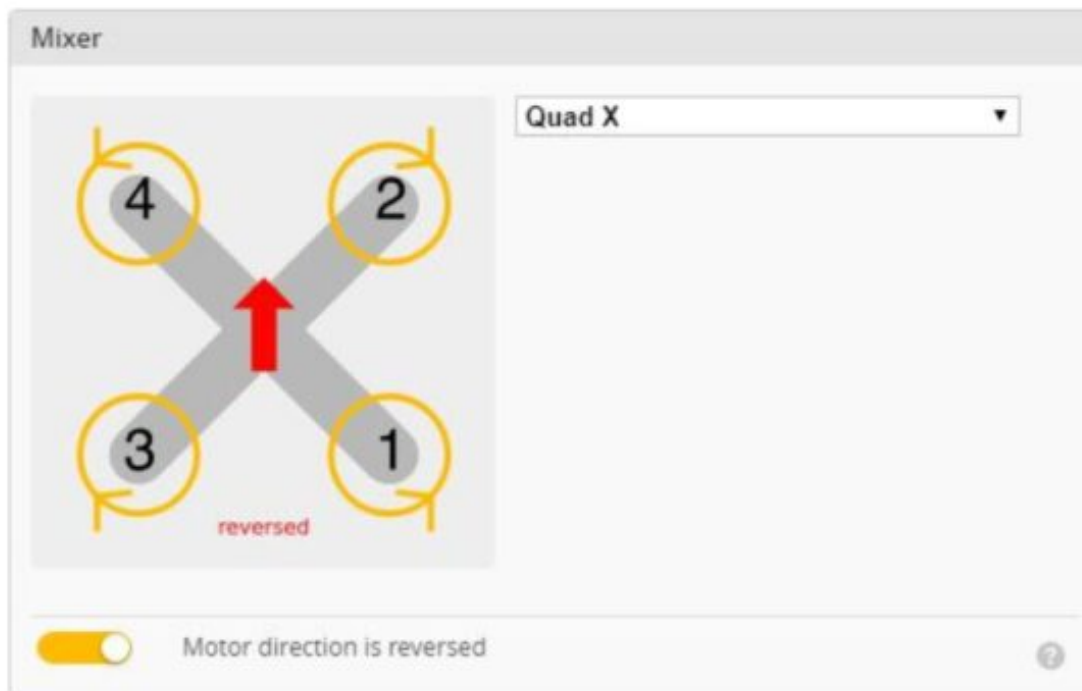 Mixer
Quad X
4 2
3 1
reversed
Motor direction is reversed
?